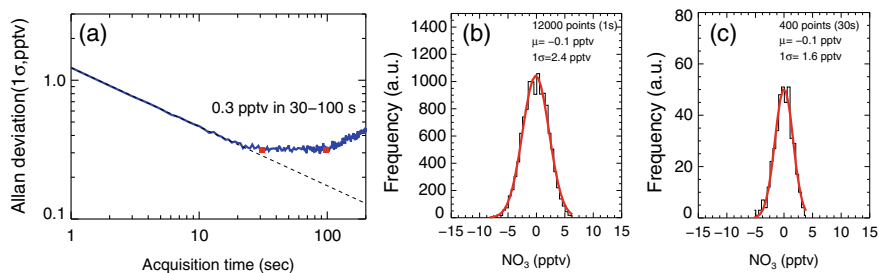 (a)
Allan deviation(1σ,pptv)
1.0
0.1
0.3 pptv in 30−100 s
1
10
100
Acquisition time (sec)
(b)
12000 points (1s)
μ= −0.1 pptv
1σ=2.4 pptv
Frequency (a.u.)
1400
1200
1000
800
600
400
200
0
−15
−10
−5
0
5
10
15
NO3 (pptv)
(c)
400 points (30s)
μ= −0.1 pptv
1σ= 1.6 pptv
Frequency (a.u.)
80
60
40
20
0
−15
−10
−5
0
5
10
15
NO3 (pptv)